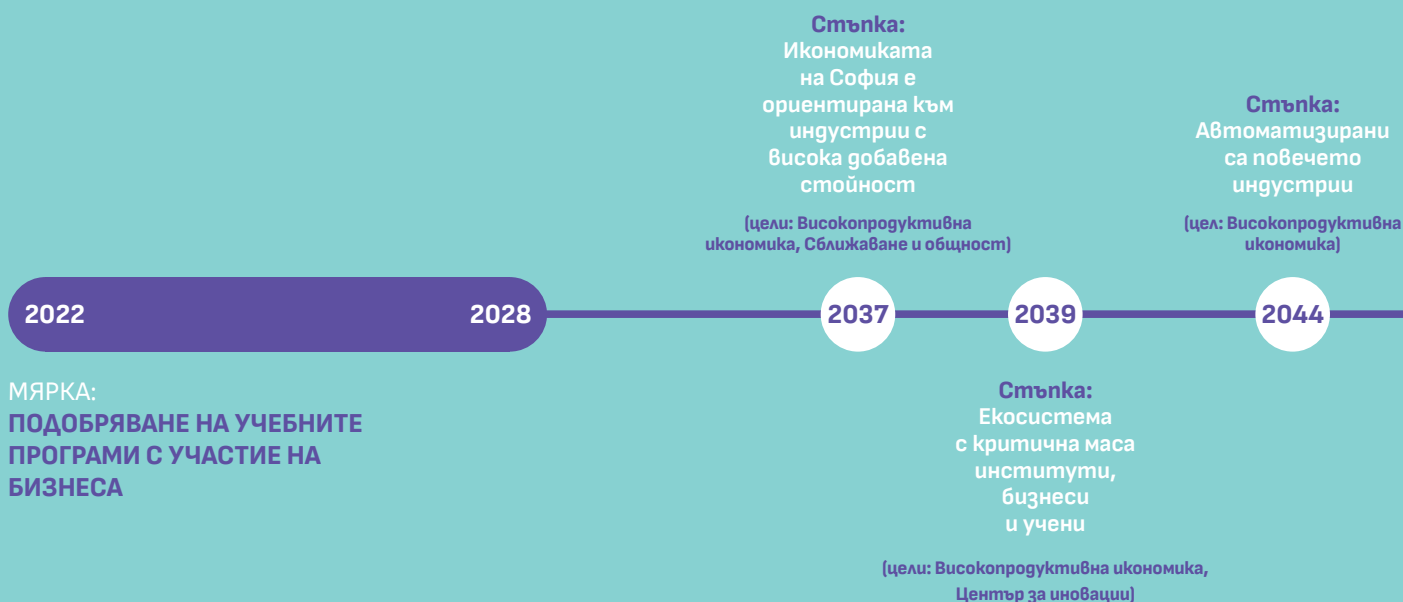 Стъпка:
Икономиката
на София е
ориентирана към
индустрии с
висока добавена
стойност
(цели: Високопродуктивна
икономика, Сближаване и общност)
Стъпка:
Автоматизирани
са повечето
индустрии
(цел: Високопродуктивна
икономика)
2022
2028
2037
2039
2044
МЯРКА:
ПОДОБРЯВАНЕ НА УЧЕБНИТЕ
ПРОГРАМИ С УЧАСТИЕ НА
БИЗНЕСА
Стъпка:
Екосистема
с критична маса
институти,
бизнеси
и учени
(цели: Високопродуктивна икономика,
Център за иновации)